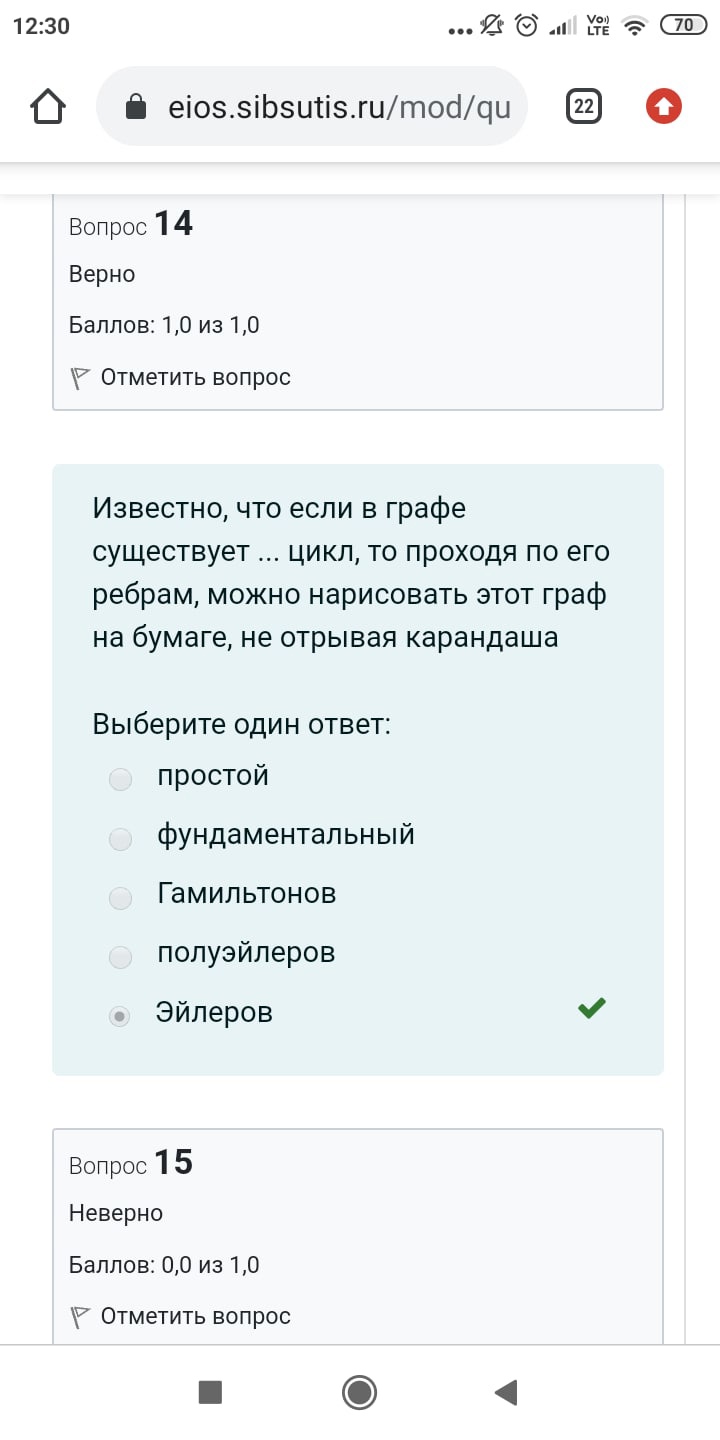 12:30
Vo))
LTE
70
eios.sibsutis.ru/mod/qu
22
Вопрос 14
Верно
Баллов: 1,0 из 1,0
Отметить вопрос
Известно, что если в графе
существует ... цикл, то проходя по его
ребрам, можно нарисовать этот граф
на бумаге, не отрывая карандаша
Выберите один ответ:
простой
фундаментальный
Гамильтонов
полуэйлеров
Эйлеров
Вопрос 15
Неверно
Баллов: 0,0 из 1,0
Отметить вопрос